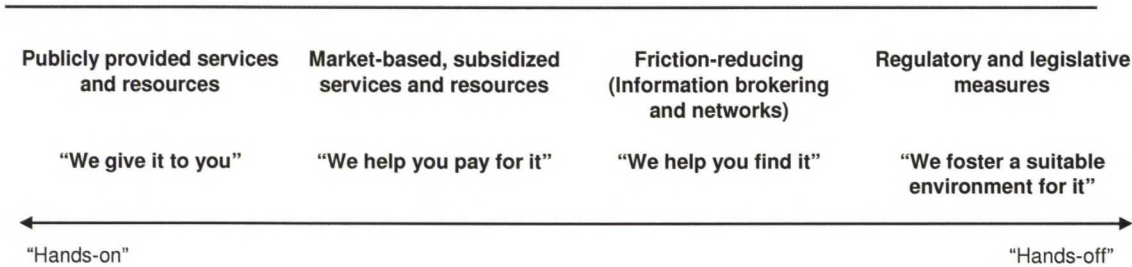 Publicly provided services
and resources
Market-based, subsidized
services and resources
Friction-reducing
(Information brokering
and networks)
Regulatory and legislative
measures
“We give it to you”
“We help you pay for it”
“We help you find it”
“We foster a suitable
environment for it”
“Hands-on”
“Hands-off”